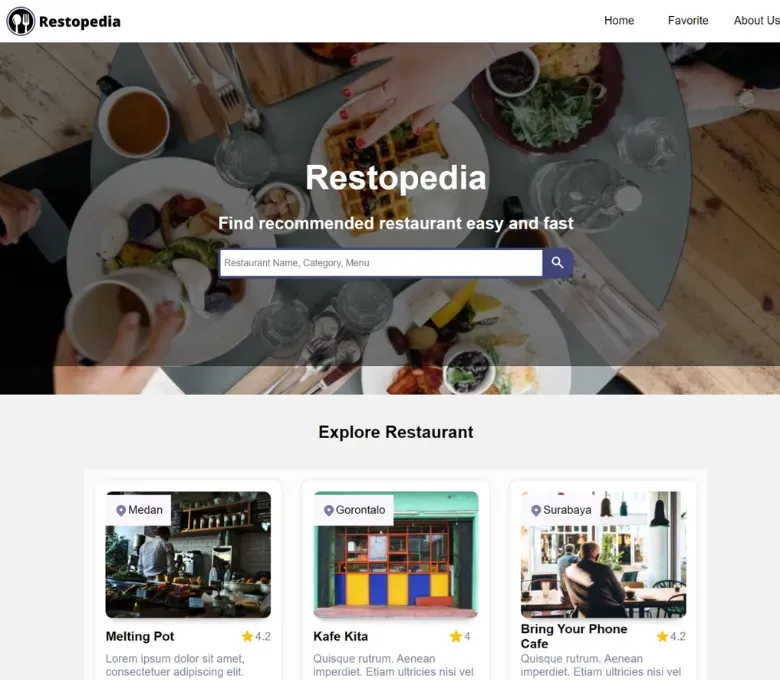 Restopedia
Home Favorite About Us
Restopedia
Find recommended restaurant easy and fast
Restaurant Name, Category, Menu
Explore Restaurant
Medan
Melting Pot 4.2
Lorem ipsum dolor sit amet,
consectetuer adipiscing elit.
Gorontalo
Kafe Kita 4
Quisque rutrum. Aenean
imperdiet. Etiam ultricies nisi vel
Surabaya
Bring Your Phone
Cafe 4.2
Quisque rutrum. Aenean
imperdiet. Etiam ultricies nisi vel